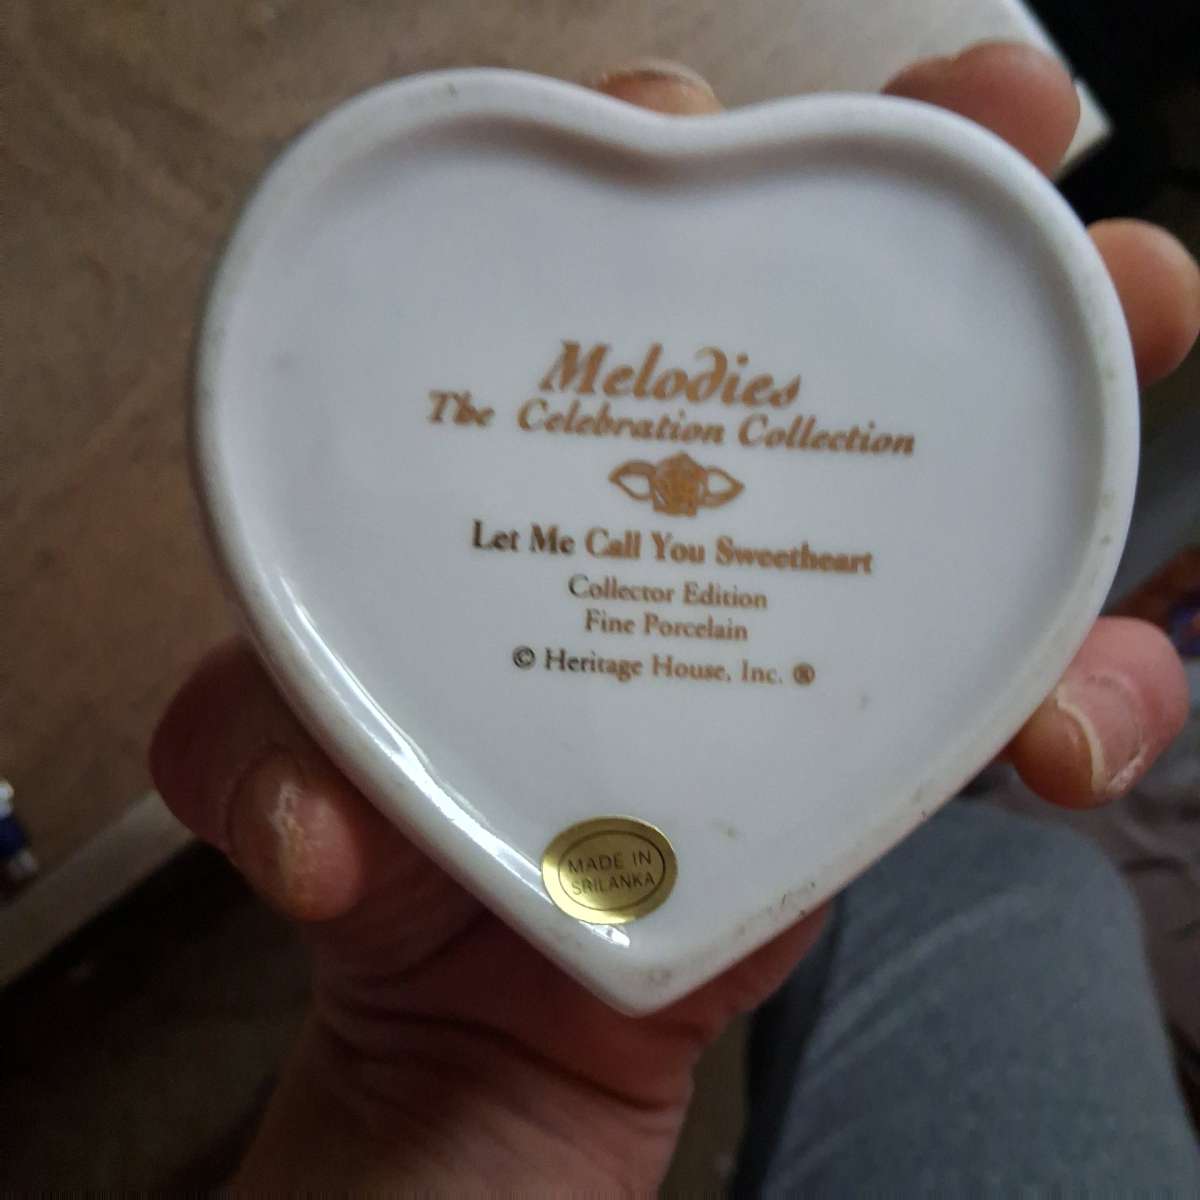 Melodies
The Celebration Collection
Let Me Call You Sweetheart
Collector Edition
Fine Porcelain
© Heritage House, Inc. ®
MADE IN
SRILANKA